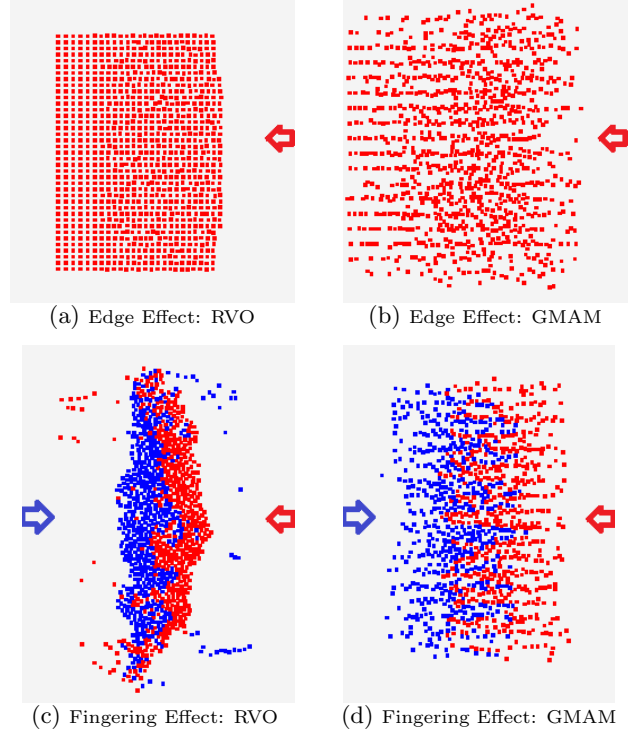 (a) Edge Effect: RVO
(b) Edge Effect: GMAM
(c) Fingering Effect: RVO
(d) Fingering Effect: GMAM